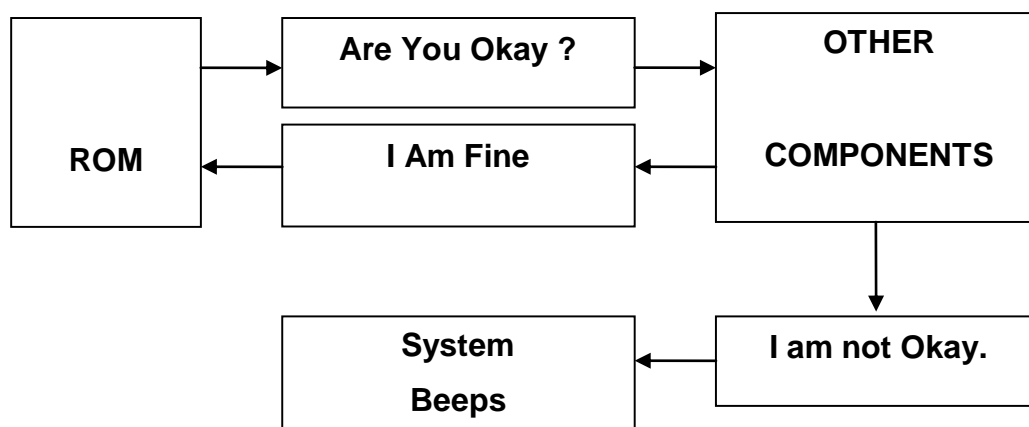 ROM
Are You Okay ?
I Am Fine
OTHER
COMPONENTS
I am not Okay.
System
Beeps